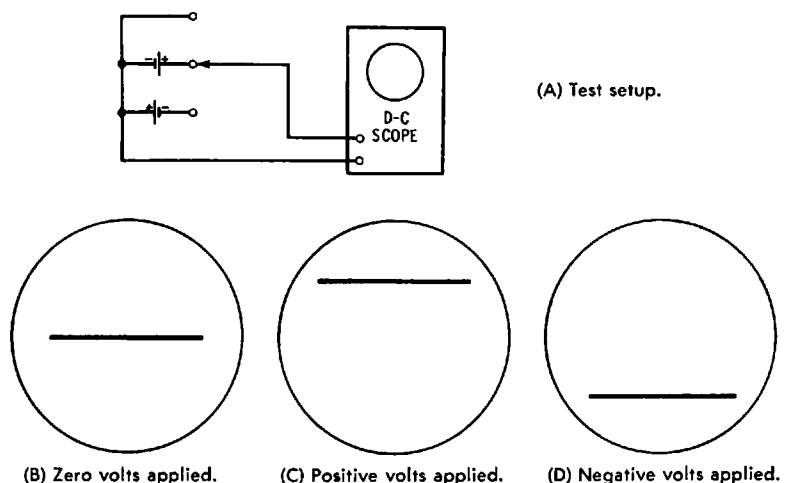 - +
+ -
D-C
SCOPE
(A) Test setup.
(B) Zero volts applied.
(C) Positive volts applied.
(D) Negative volts applied.